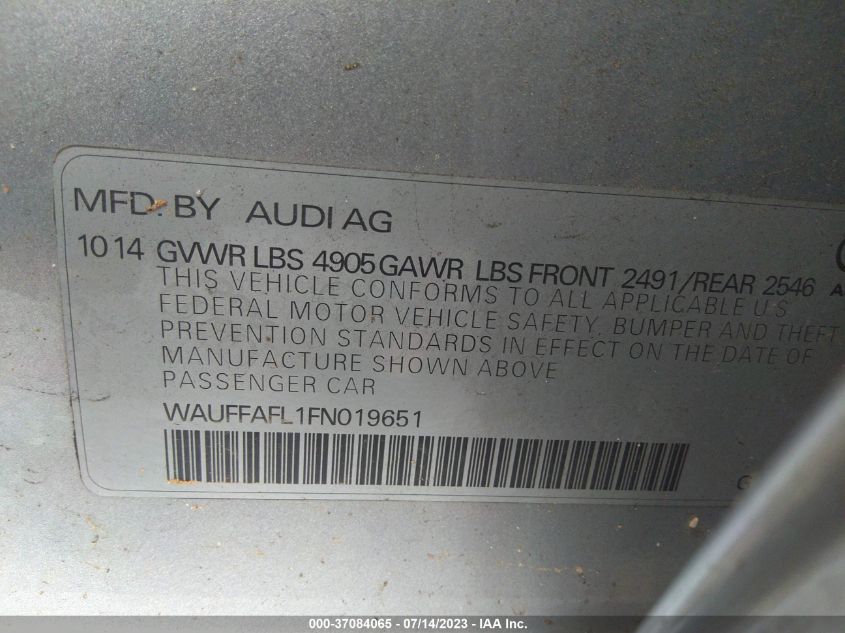 MFD. BY AUDI AG
10 14 GVWR LBS 4905 GAWR LBS FRONT 2491/REAR 2546
THIS VEHICLE CONFORMS TO ALL APPLICABLE U S
FEDERAL MOTOR VEHICLE SAFETY, BUMPER AND THEFT
PREVENTION STANDARDS IN EFFECT ON THE DATE OF
MANUFACTURE SHOWN ABOVE
PASSENGER CAR
WAUFFAFL1FN019651
000-37084065 - 07/14/2023 - IAAI.com